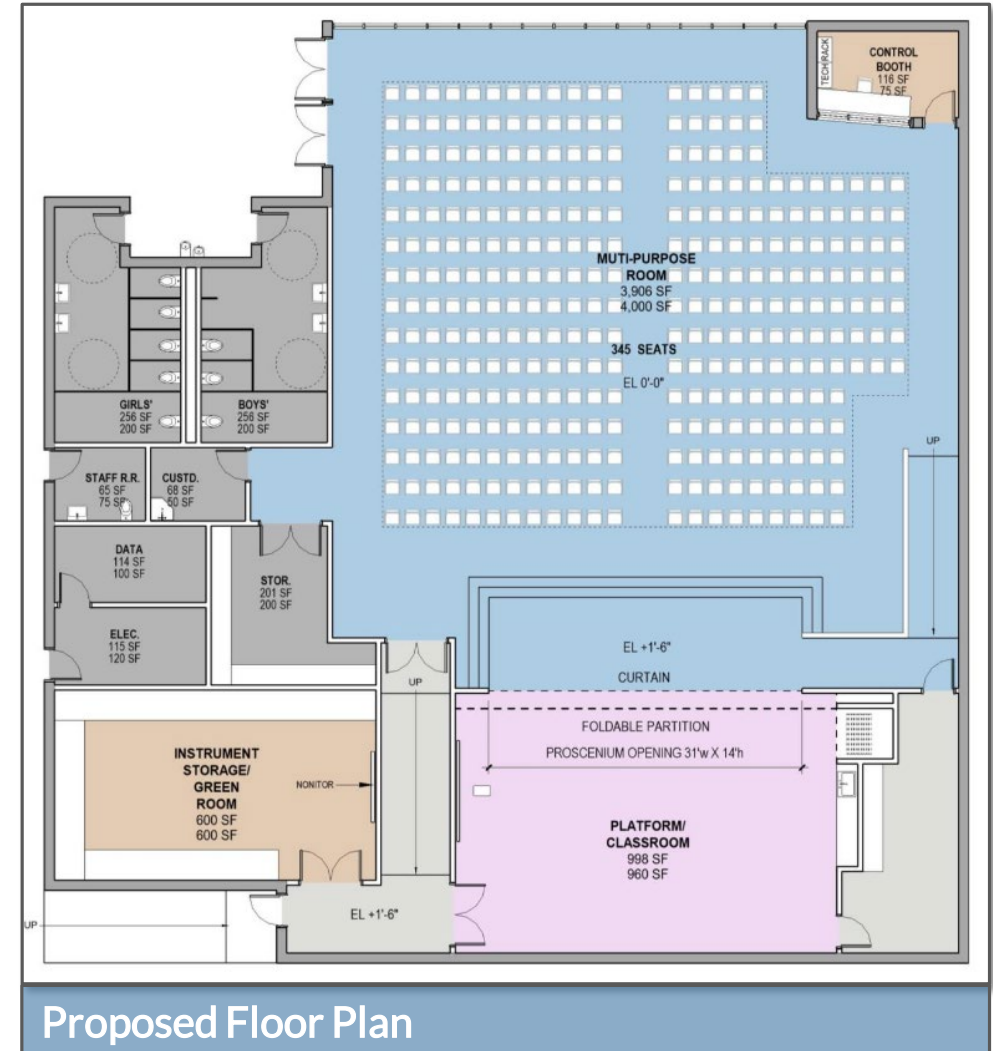 TECH RACK
CONTROL
BOOTH
116 SF
75 SF
MUTI-PURPOSE
ROOM
3,906 SF
4,000 SF
345 SEATS
EL 0'-0"
GIRLS'
256 SF
200 SF
BOYS'
256 SF
200 SF
UP
STAFF R.R.
65 SF
75 SF
CUSTD.
68 SF
50 SF
DATA
114 SF
100 SF
STOR.
201 SF
200 SF
ELEC.
115 SF
120 SF
EL +1'-6"
CURTAIN
UP
FOLDABLE PARTITION
PROSCENIUM OPENING 31'w X 14'h
INSTRUMENT
STORAGE/
GREEN
ROOM
600 SF
600 SF
NONITOR
PLATFORM/
CLASSROOM
998 SF
960 SF
EL +1'-6"
UP
Proposed Floor Plan